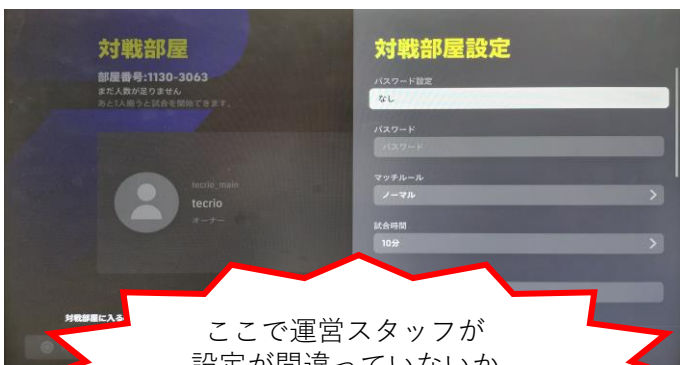 対戦部屋
部屋番号:1130-3063
まだ人数が足りません
あと1人揃うと試合を開始できます。
tecrio_main
tecrio
オーナー
対戦部屋に入る
対戦部屋設定
パスワード設定
なし
パスワード
パスワード
マッチルール
ノーマル
試合時間
10分
ここで運営スタッフが
設定が間違っていないか